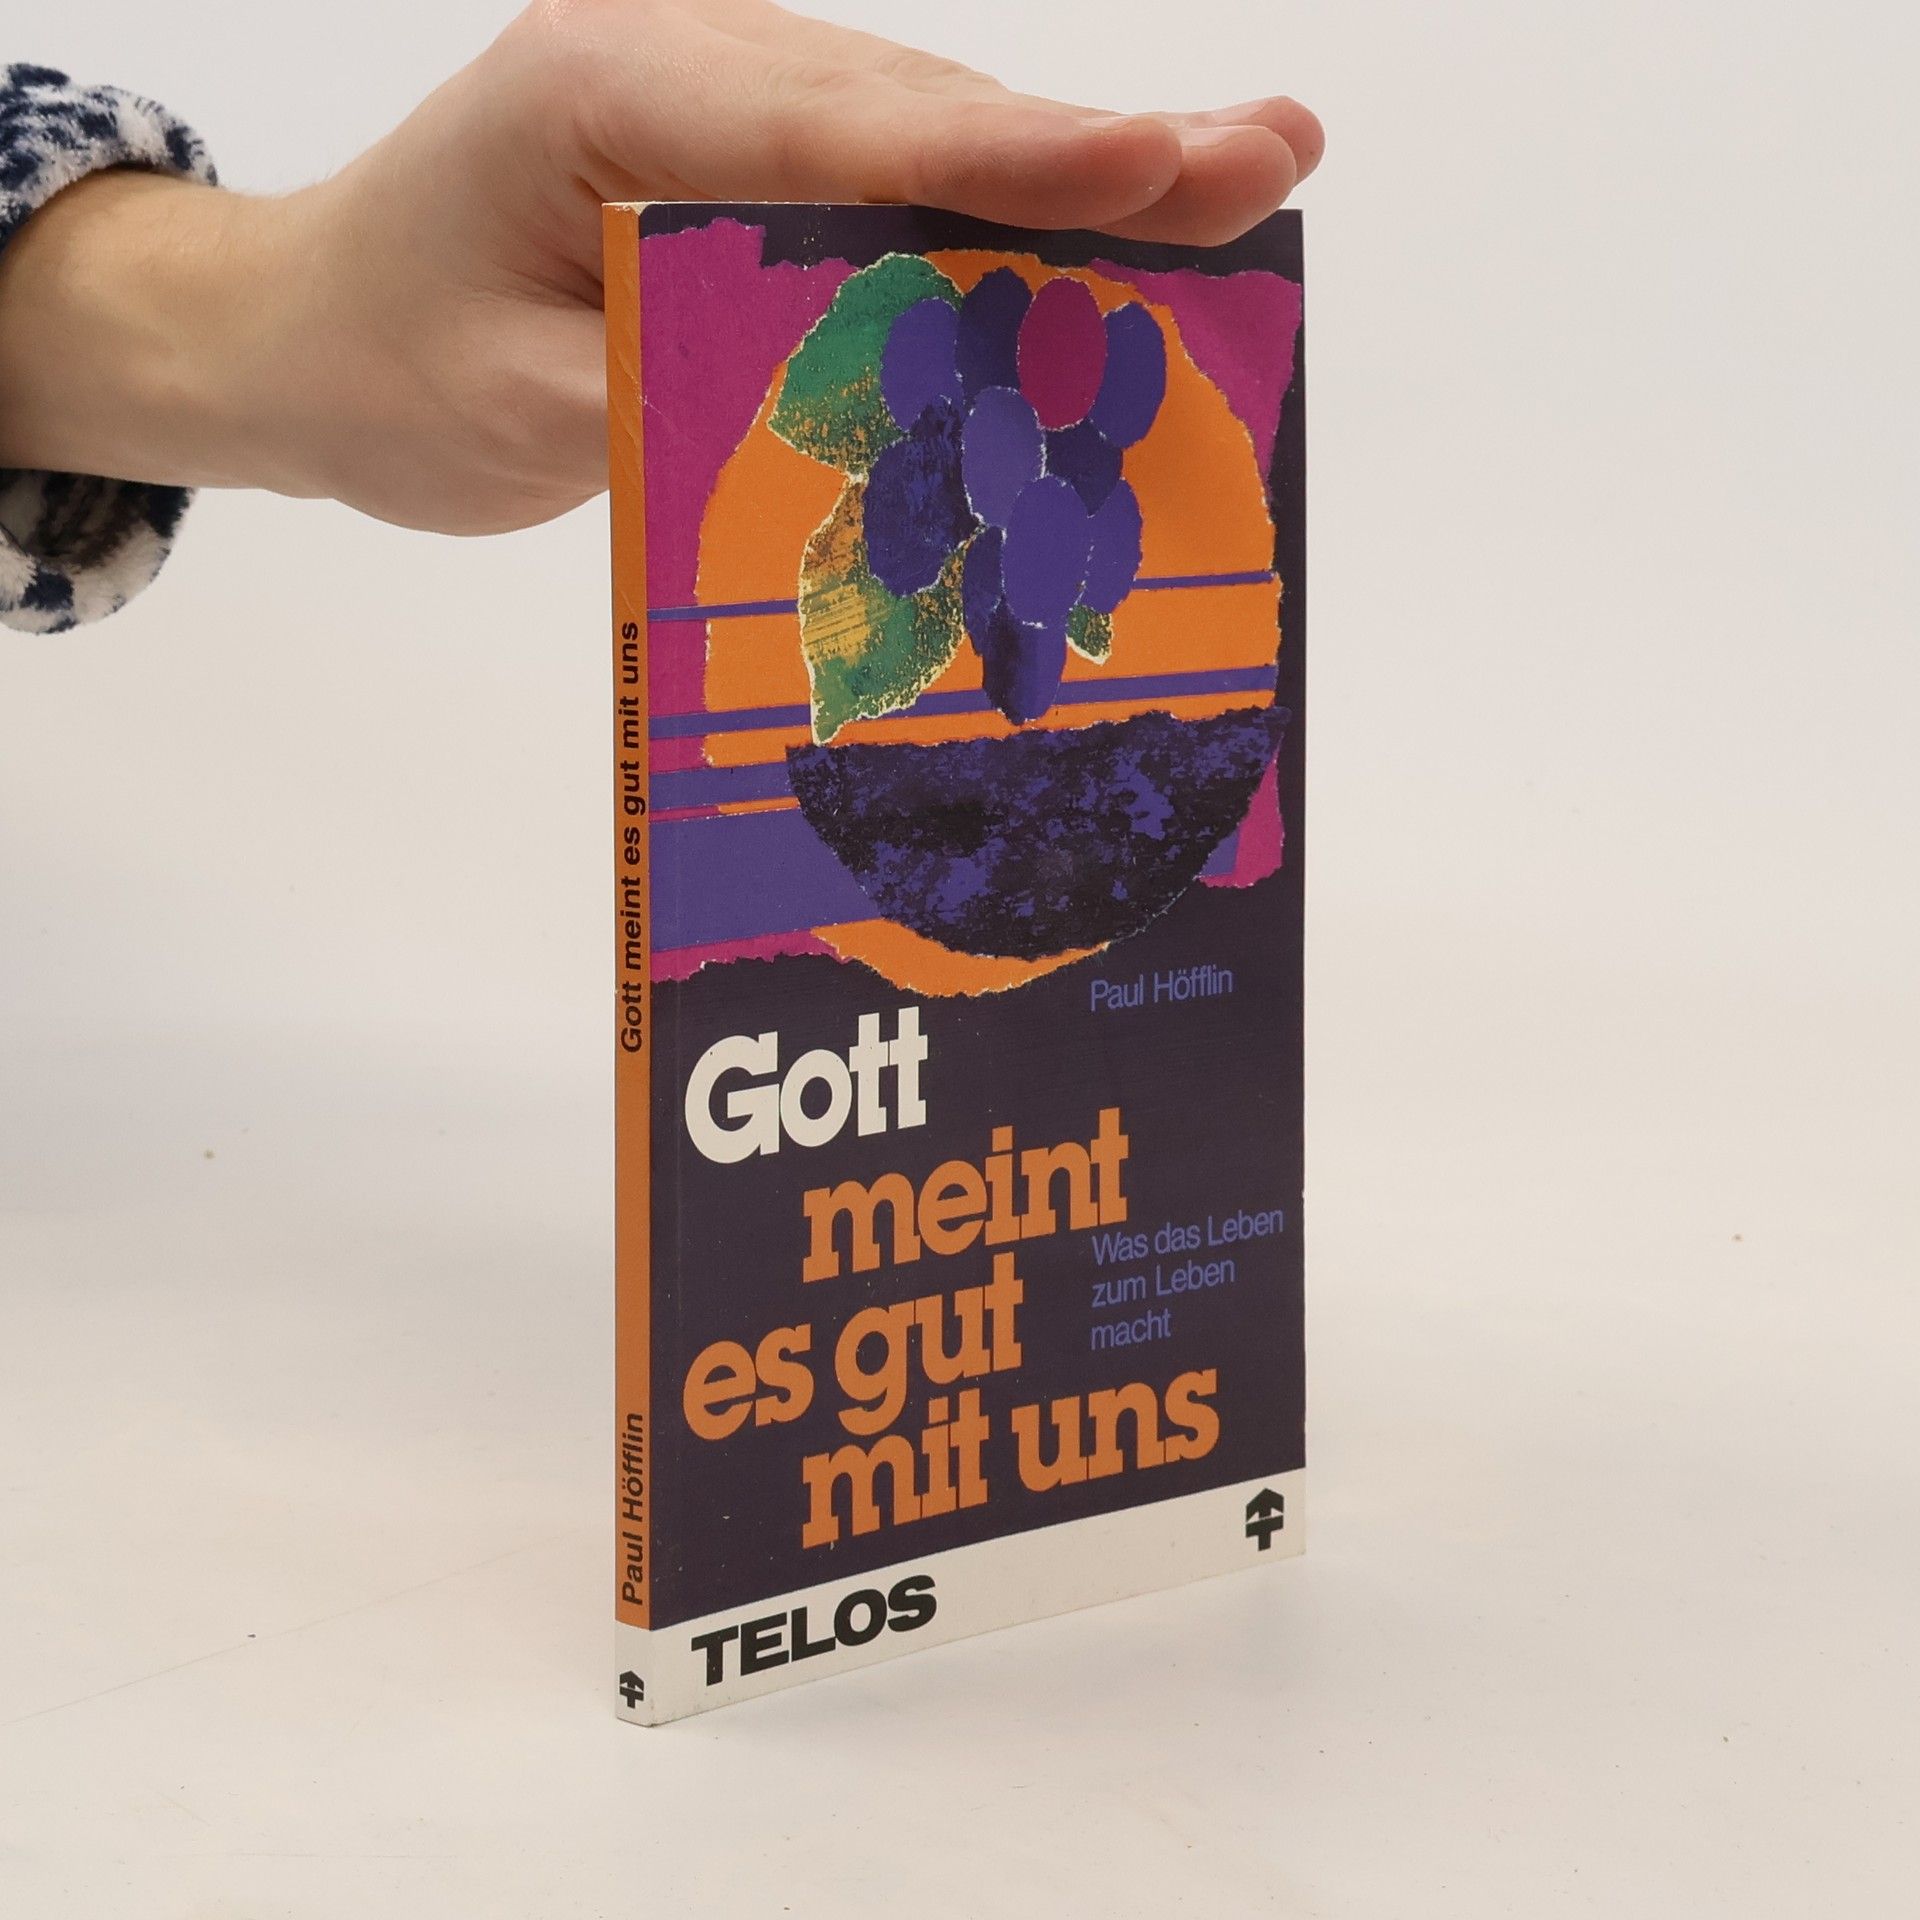 Gott meint es gut mit uns
Paul Höfflin
Paul Höfflin
Gott
meint
es gut
mit uns
Was das Leben
zum Leben
macht
TELOS